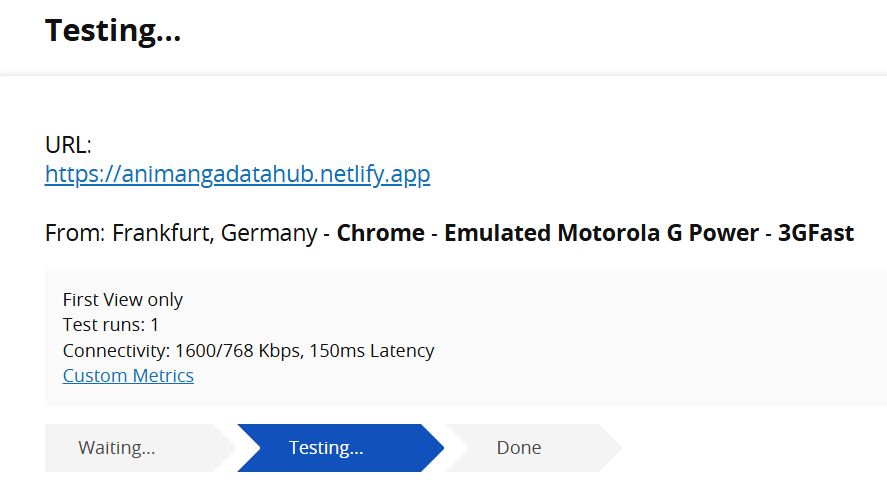 Testing...
URL:
https://animangadatahub.netlify.app
From: Frankfurt, Germany - Chrome - Emulated Motorola G Power - 3GFast
First View only
Test runs: 1
Connectivity: 1600/768 Kbps, 150ms Latency
Custom Metrics
Waiting... Testing... Done